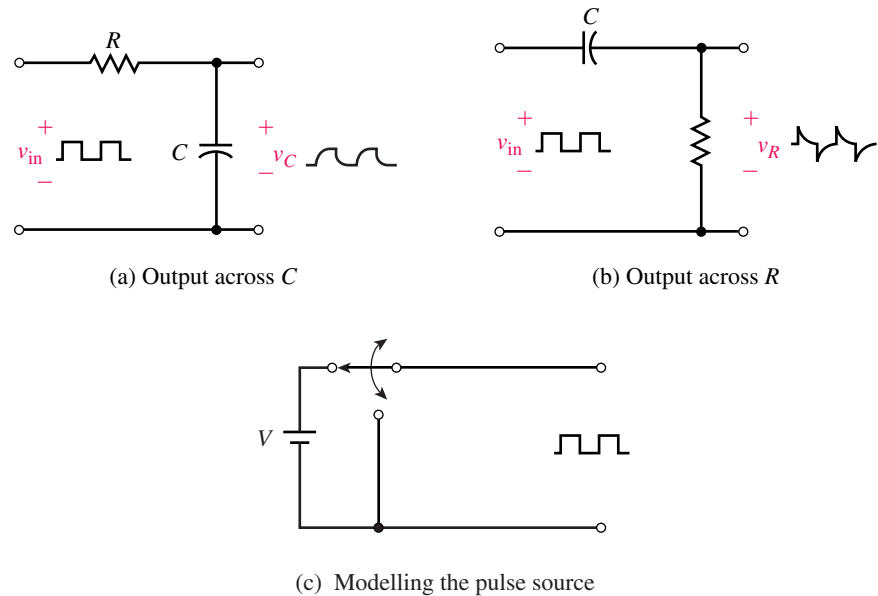 R
+
v_in
−
C
+
v_C
−
(a) Output across C
C
+
v_in
−
+
v_R
−
(b) Output across R
V
(c) Modelling the pulse source